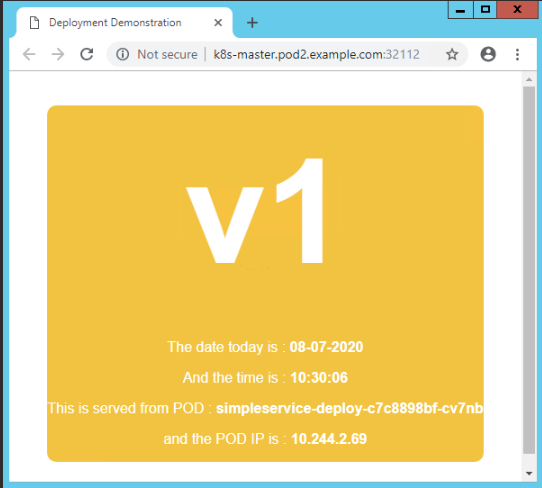 Deployment Demonstration
Not secure | k8s-master.pod2.example.com:32112
v1
The date today is : 08-07-2020
And the time is : 10:30:06
This is served from POD : simpleservice-deploy-c7c8898bf-cv7nb
and the POD IP is : 10.244.2.69